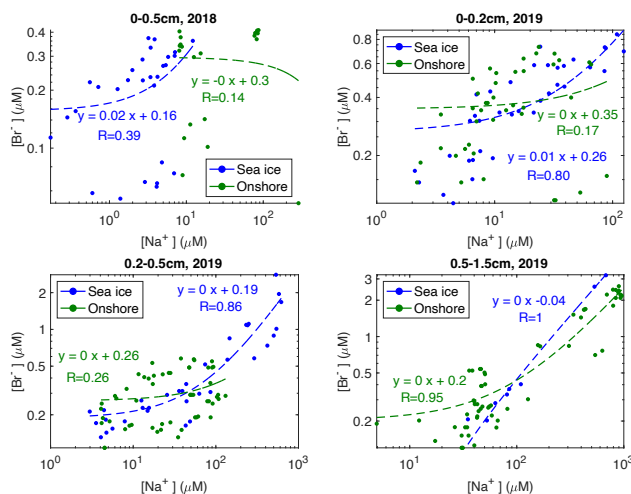 0-0.5cm, 2018
0.4
0.3
0.2
0.1
[Br⁻] (μM)
y = -0 x + 0.3
R=0.14
y = 0.02 x + 0.16
R=0.39
Sea ice
Onshore
10⁰
10¹
10²
[Na⁺] (μM)
0-0.2cm, 2019
0.8
0.4
0.2
[Br⁻] (μM)
Sea ice
Onshore
y = 0 x + 0.35
R=0.17
y = 0.01 x + 0.26
R=0.80
10¹
10²
[Na⁺] (μM)
0.2-0.5cm, 2019
2
1
0.5
0.2
[Br⁻] (μM)
Sea ice
Onshore
y = 0 x + 0.19
R=0.86
y = 0 x + 0.26
R=0.26
10⁰
10¹
10²
10³
[Na⁺] (μM)
0.5-1.5cm, 2019
3
2
1
0.5
0.2
[Br⁻] (μM)
Sea ice
Onshore
y = 0 x -0.04
R=1
y = 0 x + 0.2
R=0.95
10¹
10²
10³
[Na⁺] (μM)